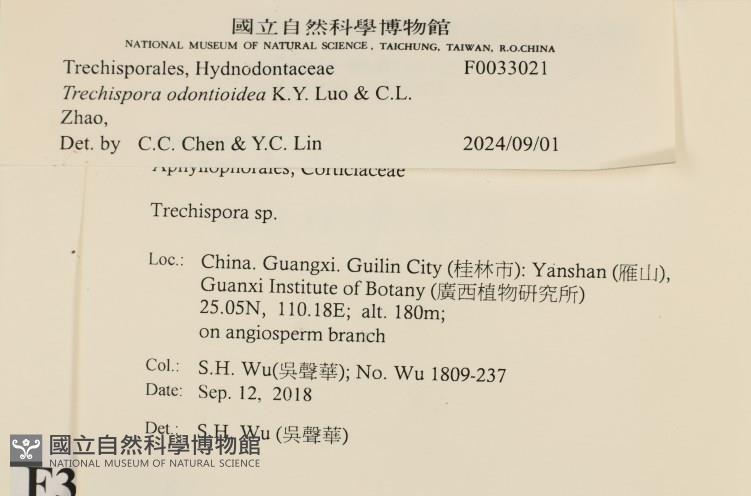 國立自然科學博物館
NATIONAL MUSEUM OF NATURAL SCIENCE, TAICHUNG, TAIWAN, R.O.CHINA
Trechisporales, Hydnodontaceae F0033021
Trechispora odontioidea K.Y. Luo & C.L.
Zhao,
Det. by C.C. Chen & Y.C. Lin 2024/09/01
Aphyllophorales, Corticiaceae
Trechispora sp.
Loc.: China. Guangxi. Guilin City (桂林市): Yanshan (雁山),
Guanxi Institute of Botany (廣西植物研究所)
25.05N, 110.18E; alt. 180m;
on angiosperm branch
Col.: S.H. Wu(吳聲華); No. Wu 1809-237
Date: Sep. 12, 2018
Det.: S.H. Wu (吳聲華)
國立自然科學博物館
NATIONAL MUSEUM OF NATURAL SCIENCE
F3